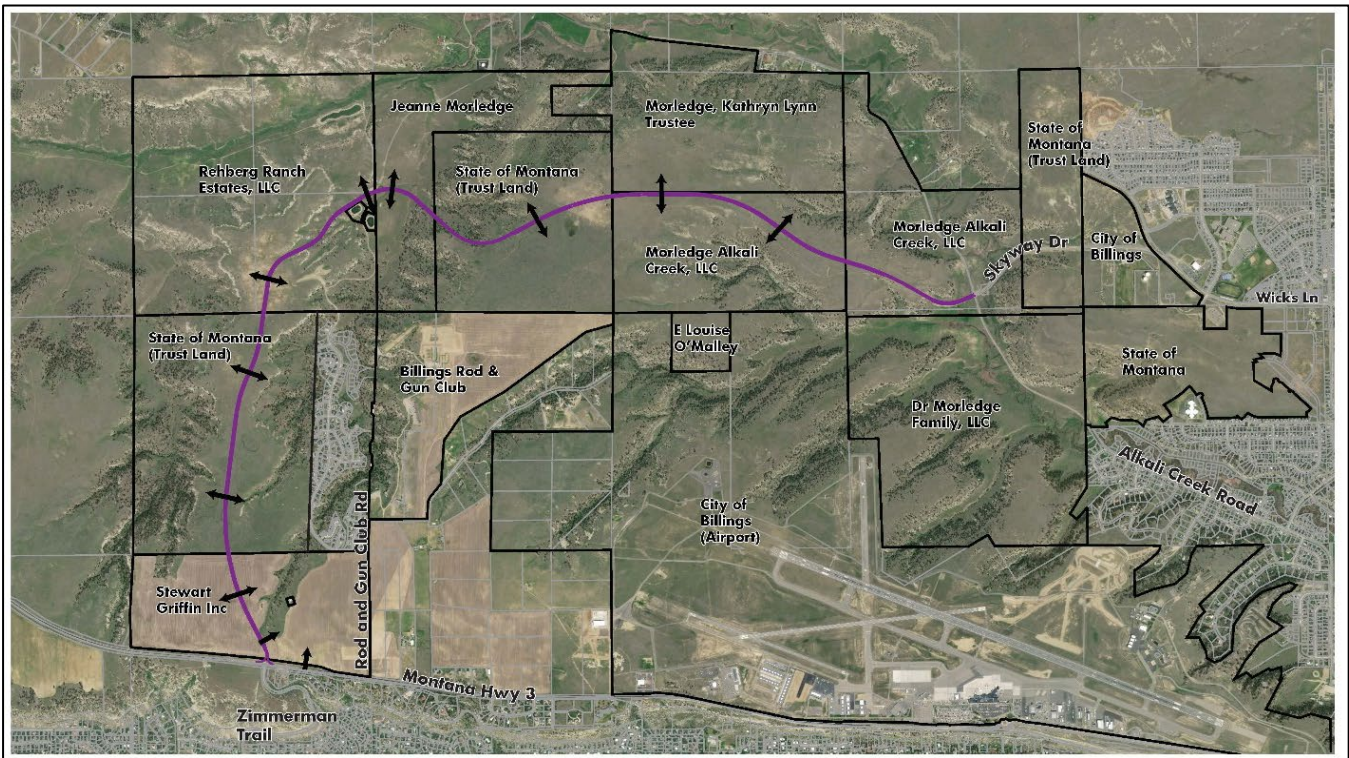 Jeanne Morledge
Morledge, Kathryn Lynn
Trustee
State of
Montana
(Trust Land)
Rehberg Ranch
Estates, LLC
State of Montana
(Trust Land)
Morledge Alkali
Creek, LLC
Morledge Alkali
Creek, LLC
Skyway Dr
City of
Billings
Wicks Ln
State of Montana
(Trust Land)
Billings Rod &
Gun Club
E Louise
O'Malley
State of
Montana
Dr Morledge
Family, LLC
Alkali Creek Road
City of
Billings
(Airport)
Stewart
Griffin Inc
Rod and Gun Club Rd
Montana Hwy 3
Zimmerman
Trail